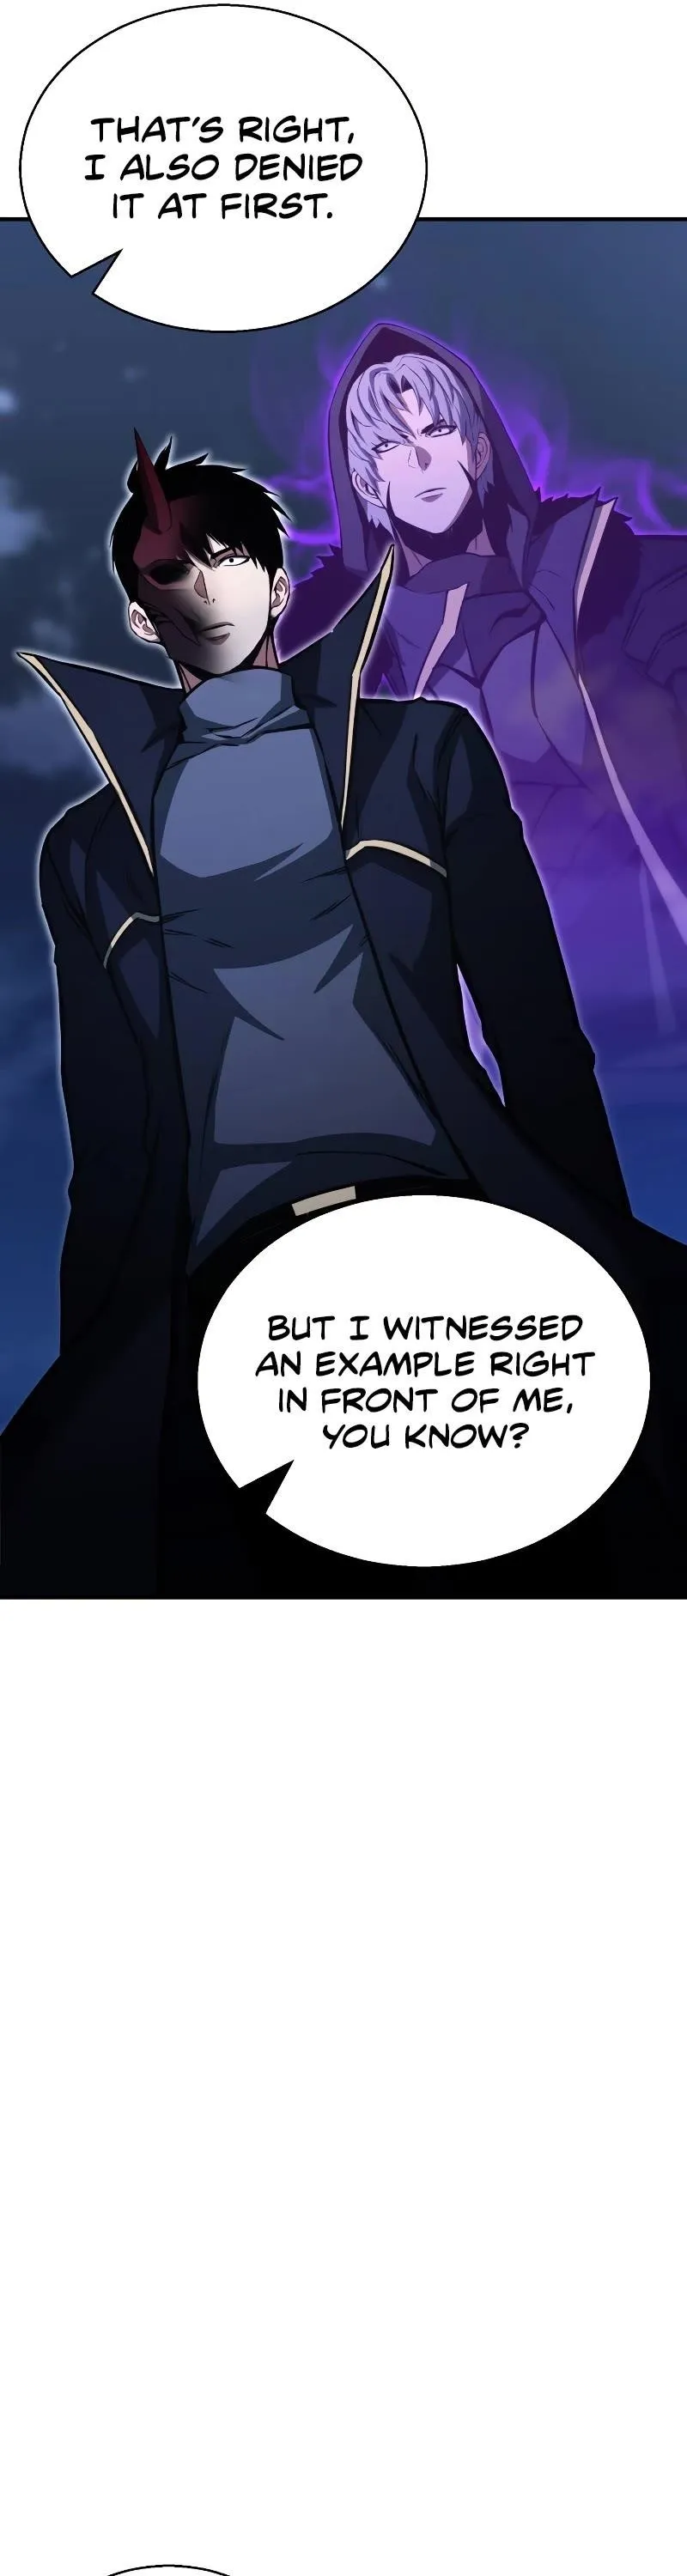 THAT'S RIGHT,
I ALSO DENIED
IT AT FIRST.
BUT I WITNESSED
AN EXAMPLE RIGHT
IN FRONT OF ME,
YOU KNOW?